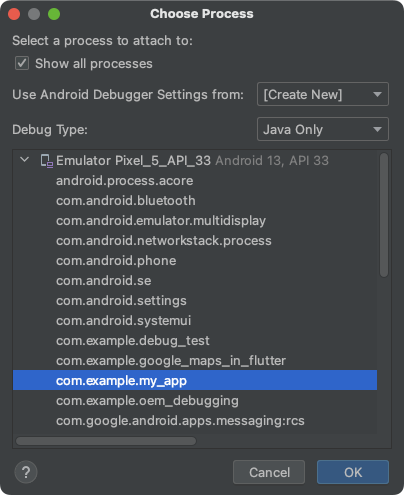 Choose Process
Select a process to attach to:
Show all processes
Use Android Debugger Settings from: [Create New]
Debug Type: Java Only
Emulator Pixel_5_API_33 Android 13, API 33
android.process.acore
com.android.bluetooth
com.android.emulator.multidisplay
com.android.networkstack.process
com.android.phone
com.android.se
com.android.settings
com.android.systemui
com.example.debug_test
com.example.google_maps_in_flutter
com.example.my_app
com.example.oem_debugging
com.google.android.apps.messaging:rcs
? Cancel OK